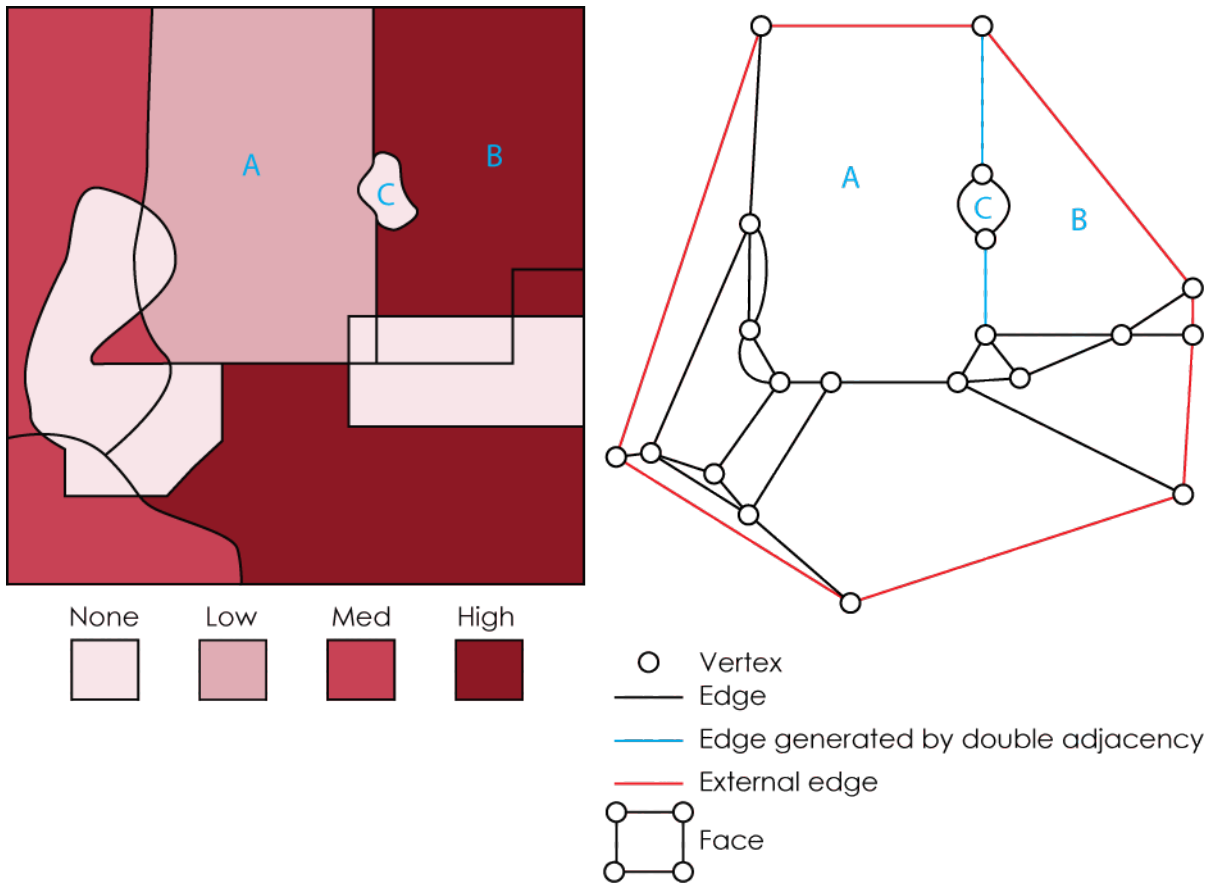 A
B
C
None Low Med High
A
C
B
Vertex
Edge
Edge generated by double adjacency
External edge
Face